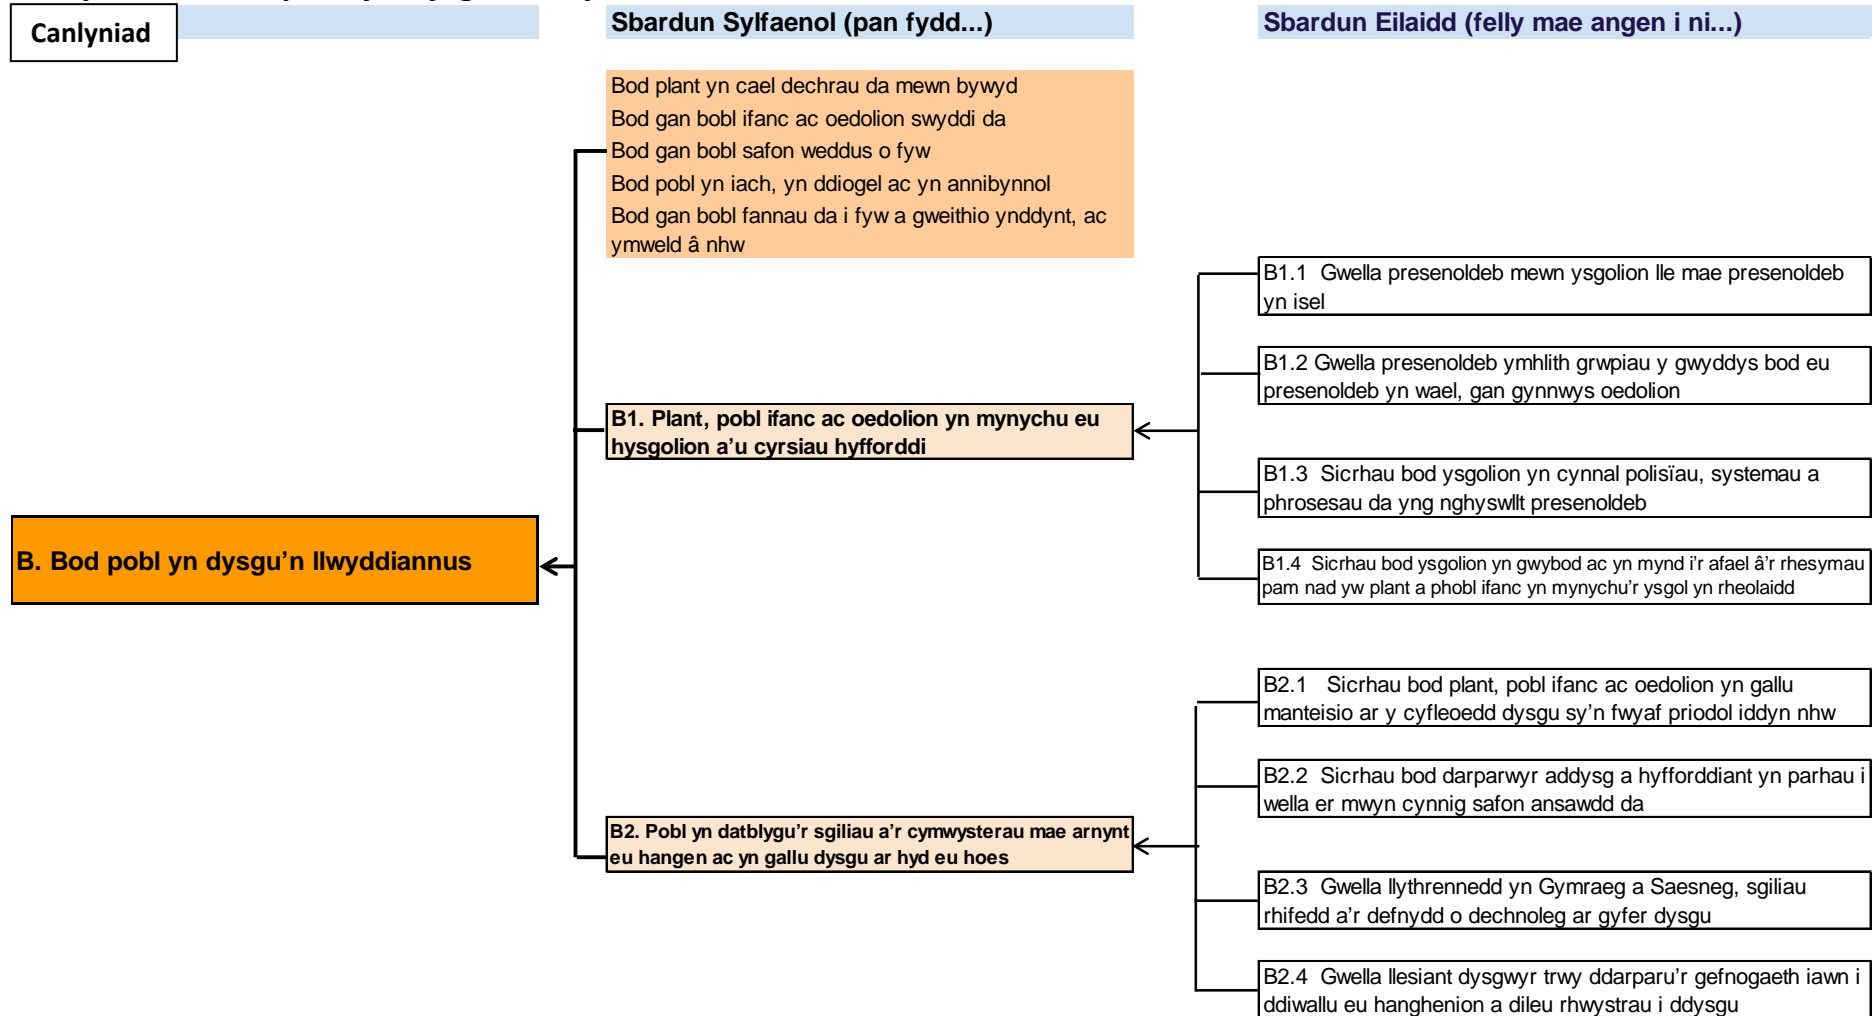 Canlyniad
Sbardun Sylfaenol (pan fydd...)
Sbardun Eilaidd (felly mae angen i ni...)
Bod plant yn cael dechrau da mewn bywyd
Bod gan bobl ifanc ac oedolion swyddi da
Bod gan bobl safon weddus o fyw
Bod pobl yn iach, yn ddiogel ac yn annibynnol
Bod gan bobl fannau da i fyw a gweithio ynddynt, ac
ymweld â nhw
B. Bod pobl yn dysgu’n llwyddiannus
B1. Plant, pobl ifanc ac oedolion yn mynychu eu
hysgolion a’u cyrsiau hyfforddi
B1.1 Gwella presenoldeb mewn ysgolion lle mae presenoldeb
yn isel
B1.2 Gwella presenoldeb ymhlith grwpiau y gwyddys bod eu
presenoldeb yn wael, gan gynnwys oedolion
B1.3 Sicrhau bod ysgolion yn cynnal polisïau, systemau a
phrosesau da yng nghyswllt presenoldeb
B1.4 Sicrhau bod ysgolion yn gwybod ac yn mynd i’r afael â’r rhesymau
pam nad yw plant a phobl ifanc yn mynychu’r ysgol yn rheolaidd
B2. Pobl yn datblygu’r sgiliau a’r cymwysterau mae arnynt
eu hangen ac yn gallu dysgu ar hyd eu hoes
B2.1 Sicrhau bod plant, pobl ifanc ac oedolion yn gallu
manteisio ar y cyfleoedd dysgu sy’n fwyaf priodol iddyn nhw
B2.2 Sicrhau bod darparwyr addysg a hyfforddiant yn parhau i
wella er mwyn cynnig safon ansawdd da
B2.3 Gwella llythrennedd yn Gymraeg a Saesneg, sgiliau
rhifedd a’r defnydd o dechnoleg ar gyfer dysgu
B2.4 Gwella llesiant dysgwyr trwy ddarparu’r gefnogaeth iawn i
ddiwallu eu hanghenion a dileu rhwystrau i ddysgu